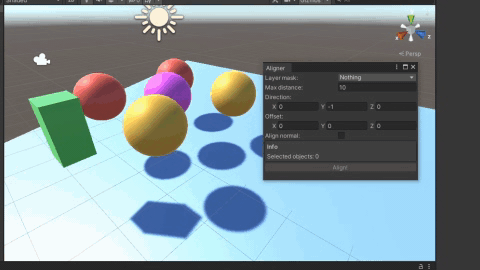 Shaded
Gizmos
Persp
Aligner
Layer mask: Nothing
Max distance: 10
Direction:
X 0 Y -1 Z 0
Offset:
X 0 Y 0 Z 0
Align normal:
Info
Selected objects: 0
Align